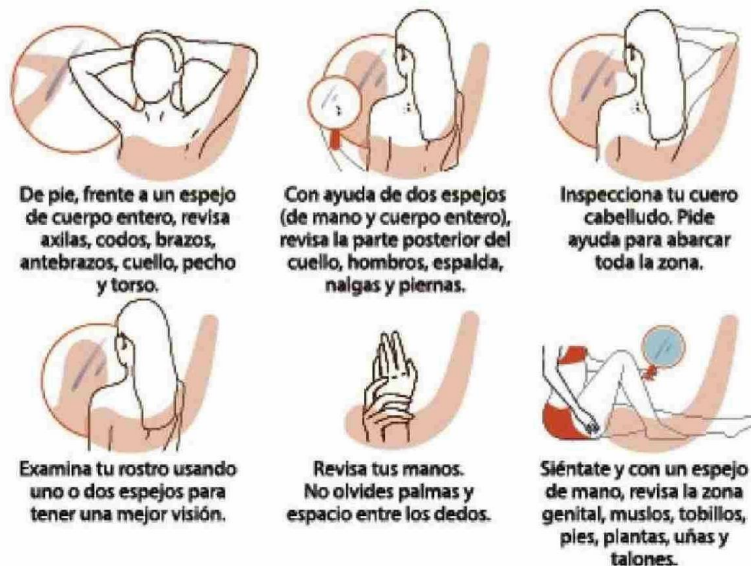 De pie, frente a un espejo
de cuerpo entero, revisa
axilas, codos, brazos,
antebrazos, cuello, pecho
y torso.
Con ayuda de dos espejos
(de mano y cuerpo entero),
revisa la parte posterior del
cuello, hombros, espalda,
nalgas y piernas.
Inspecciona tu cuero
cabelludo. Pide
ayuda para abarcar
toda la zona.
Examina tu rostro usando
uno o dos espejos para
tener una mejor visión.
Revisa tus manos.
No olvides palmas y
espacio entre los dedos.
Siéntate y con un espejo
de mano, revisa la zona
genital, muslos, tobillos,
pies, plantas, uñas y
talones.